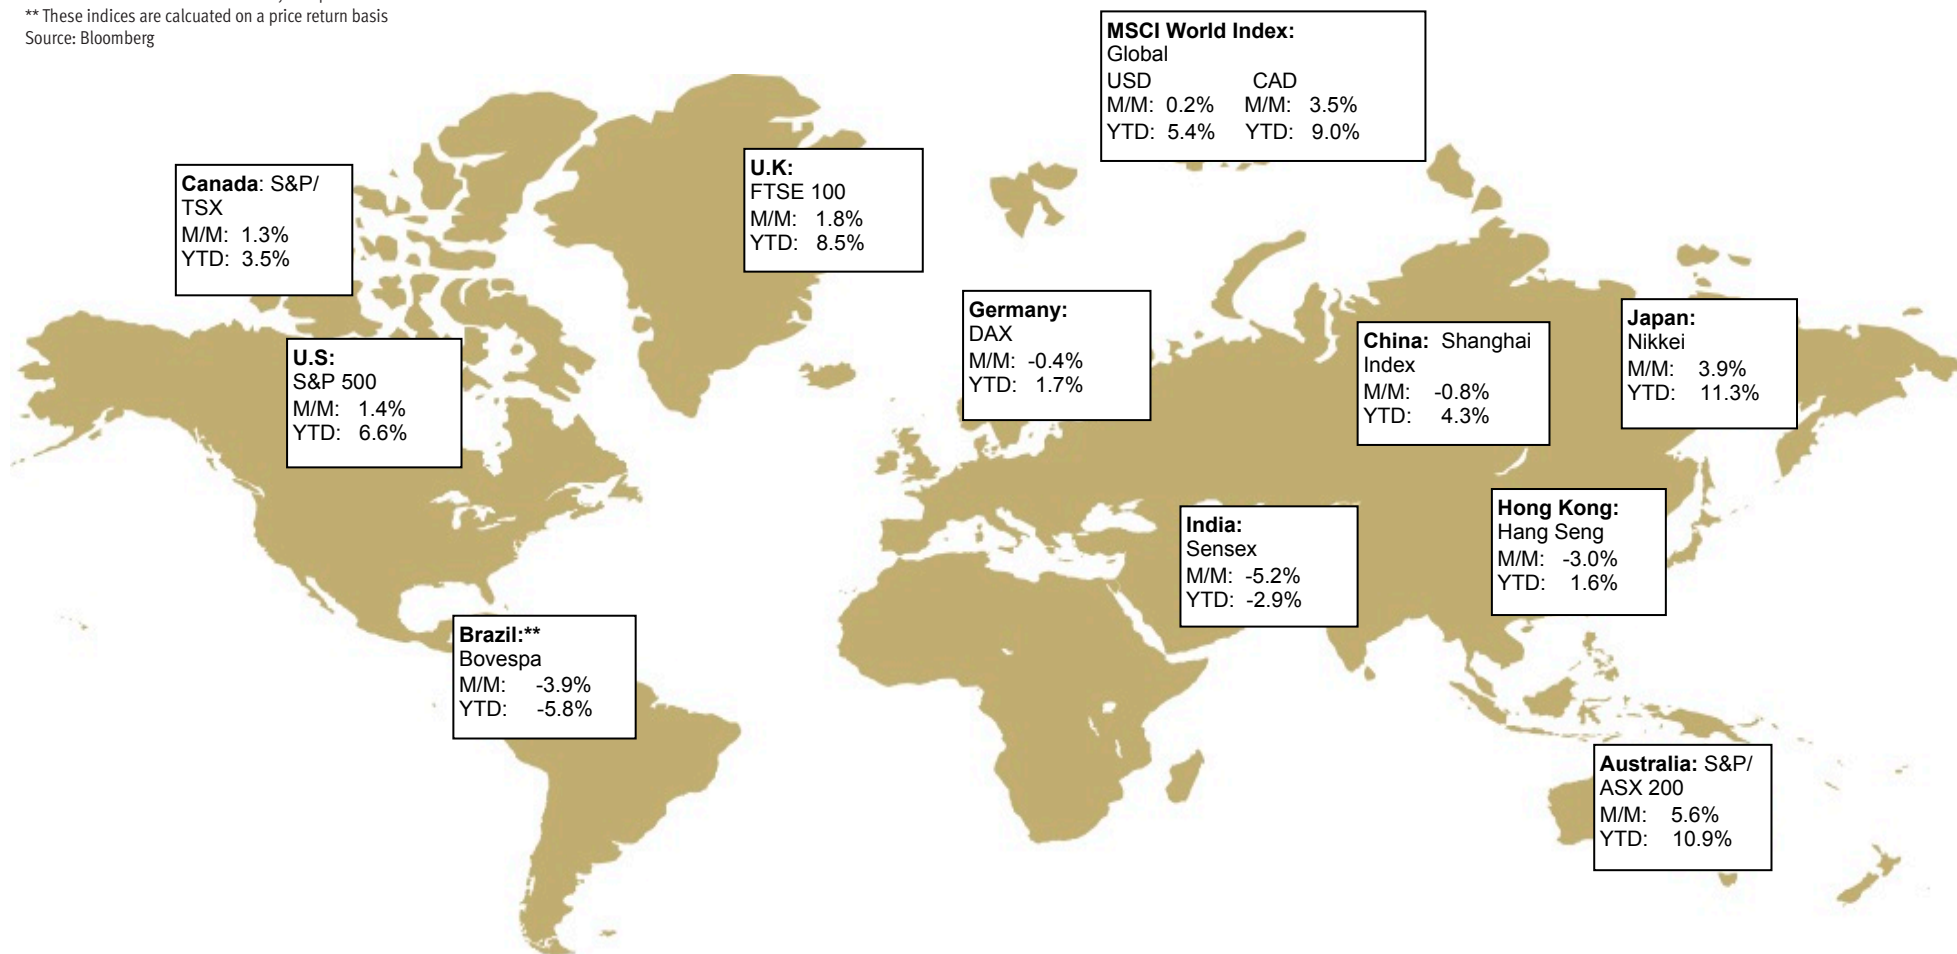 ** These indices are calcuated on a price return basis
Source: Bloomberg
MSCI World Index:
Global
USD CAD
M/M: 0.2% M/M: 3.5%
YTD: 5.4% YTD: 9.0%
Canada: S&P/
TSX
M/M: 1.3%
YTD: 3.5%
U.K:
FTSE 100
M/M: 1.8%
YTD: 8.5%
Germany:
DAX
M/M: -0.4%
YTD: 1.7%
China: Shanghai
Index
M/M: -0.8%
YTD: 4.3%
Japan:
Nikkei
M/M: 3.9%
YTD: 11.3%
U.S:
S&P 500
M/M: 1.4%
YTD: 6.6%
India:
Sensex
M/M: -5.2%
YTD: -2.9%
Hong Kong:
Hang Seng
M/M: -3.0%
YTD: 1.6%
Brazil:**
Bovespa
M/M: -3.9%
YTD: -5.8%
Australia: S&P/
ASX 200
M/M: 5.6%
YTD: 10.9%